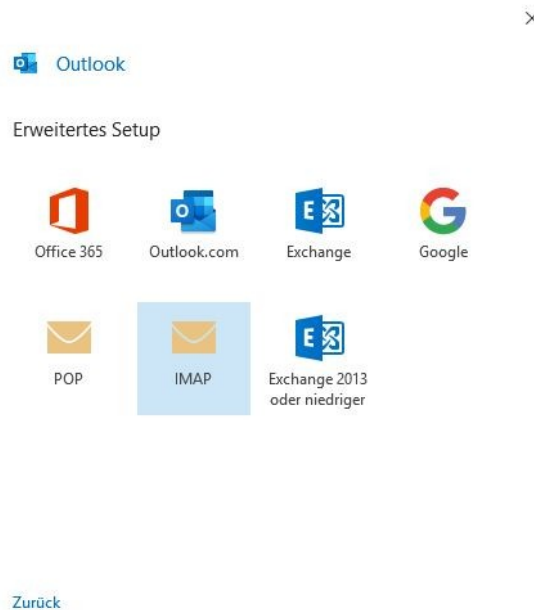 Outlook
Erweitertes Setup
Office 365
Outlook.com
Exchange
Google
POP
IMAP
Exchange 2013
oder niedriger
Zurück